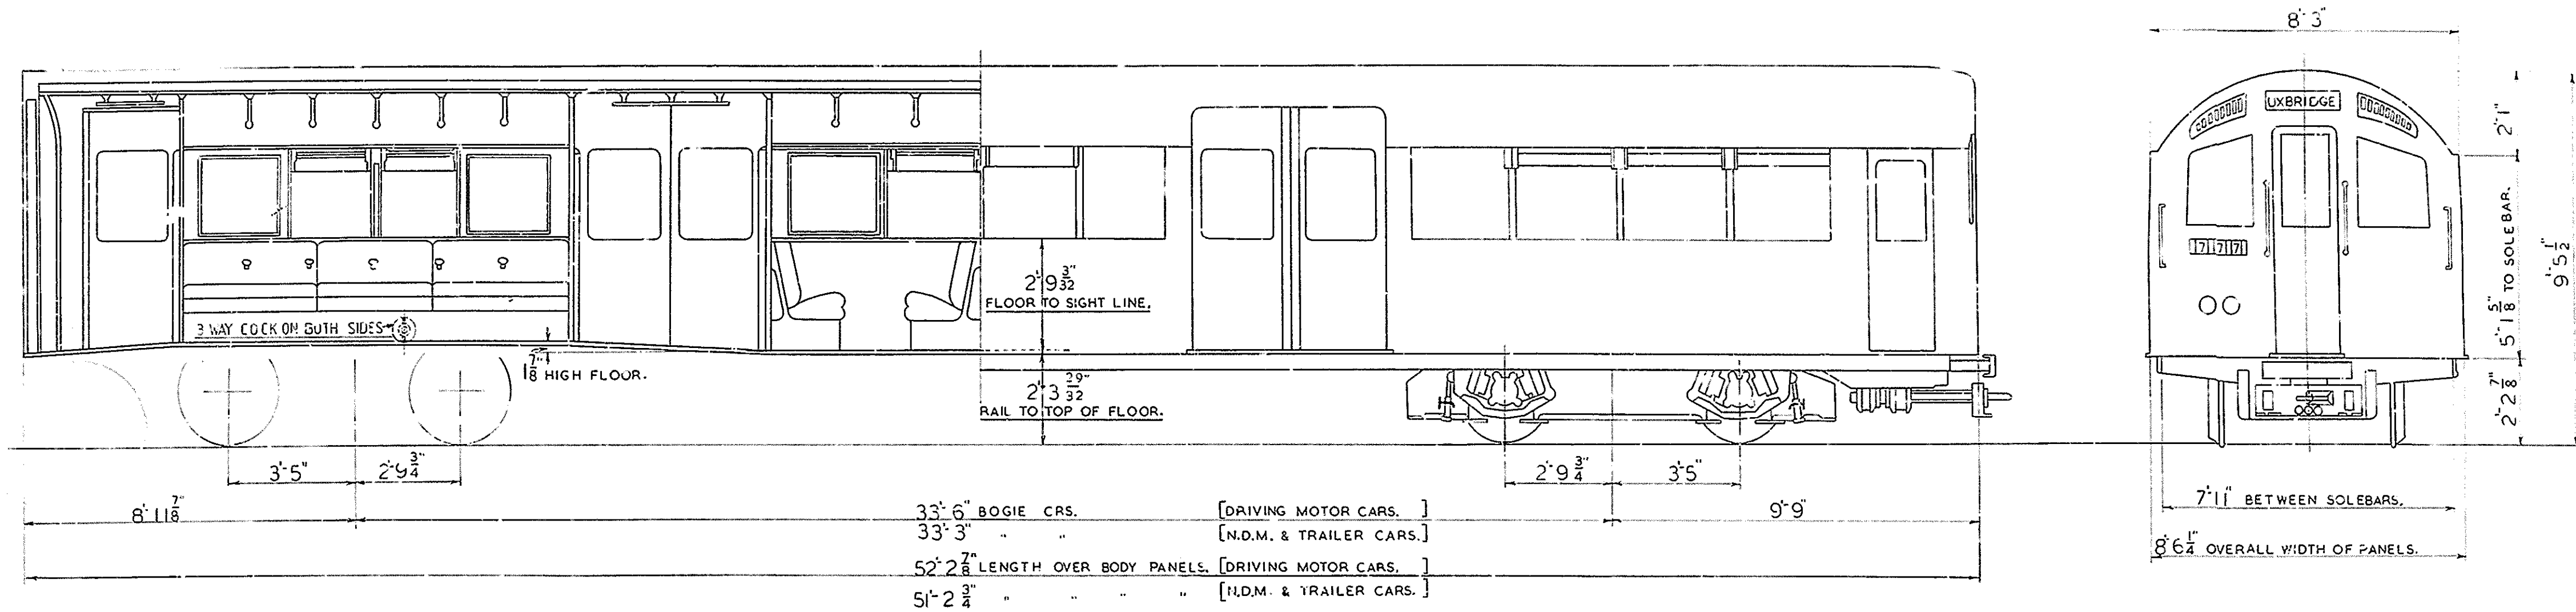 8'-3"
UXBRIDGE
2'-1"
5'-1 5/8" TO SOLEBAR.
9'-5 1/2"
2'-2 7/8"
777
2'-9 3/32"
FLOOR TO SIGHT LINE.
3 WAY COCK ON BOTH SIDES
1 7/8" HIGH FLOOR.
2'-3 29/32"
RAIL TO TOP OF FLOOR.
3'-5" 2'-9 3/4" 2'-9 3/4" 3'-5"
8'-11 7/8" 33'-6" BOGIE CRS. [DRIVING MOTOR CARS. ] 9'-9"
33'-3" " " [N.D.M. & TRAILER CARS.]
52'-2 7/8" LENGTH OVER BODY PANELS. [DRIVING MOTOR CARS. ]
51'-2 3/4" " " " " [N.D.M. & TRAILER CARS.]
7'-11" BETWEEN SOLEBARS.
8'-6 1/4" OVERALL WIDTH OF PANELS.